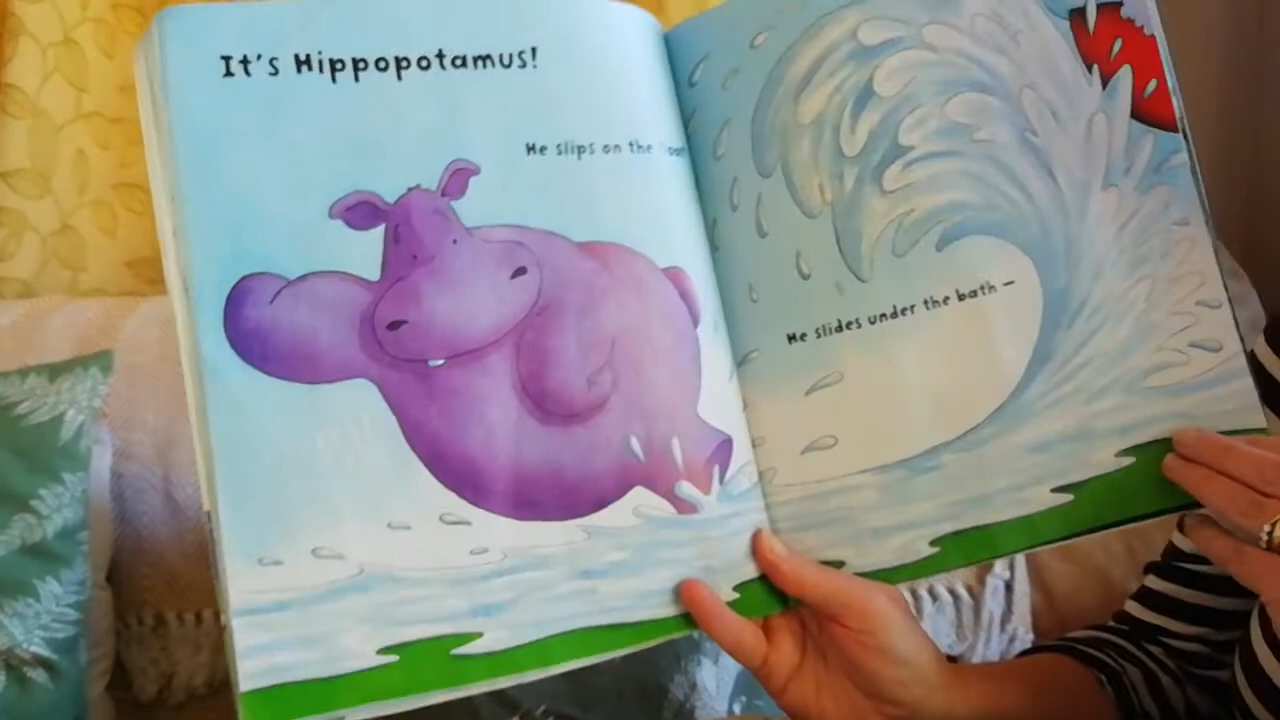 It's Hippopotamus!
He slips on the
He slides under the bath –